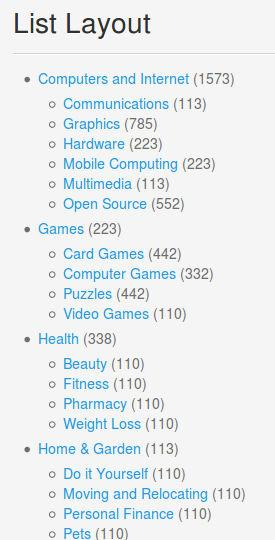 List Layout
Computers and Internet (1573)
Communications (113)
Graphics (785)
Hardware (223)
Mobile Computing (223)
Multimedia (113)
Open Source (552)
Games (223)
Card Games (442)
Computer Games (332)
Puzzles (442)
Video Games (110)
Health (338)
Beauty (110)
Fitness (110)
Pharmacy (110)
Weight Loss (110)
Home & Garden (113)
Do it Yourself (110)
Moving and Relocating (110)
Personal Finance (110)
Pets (110)